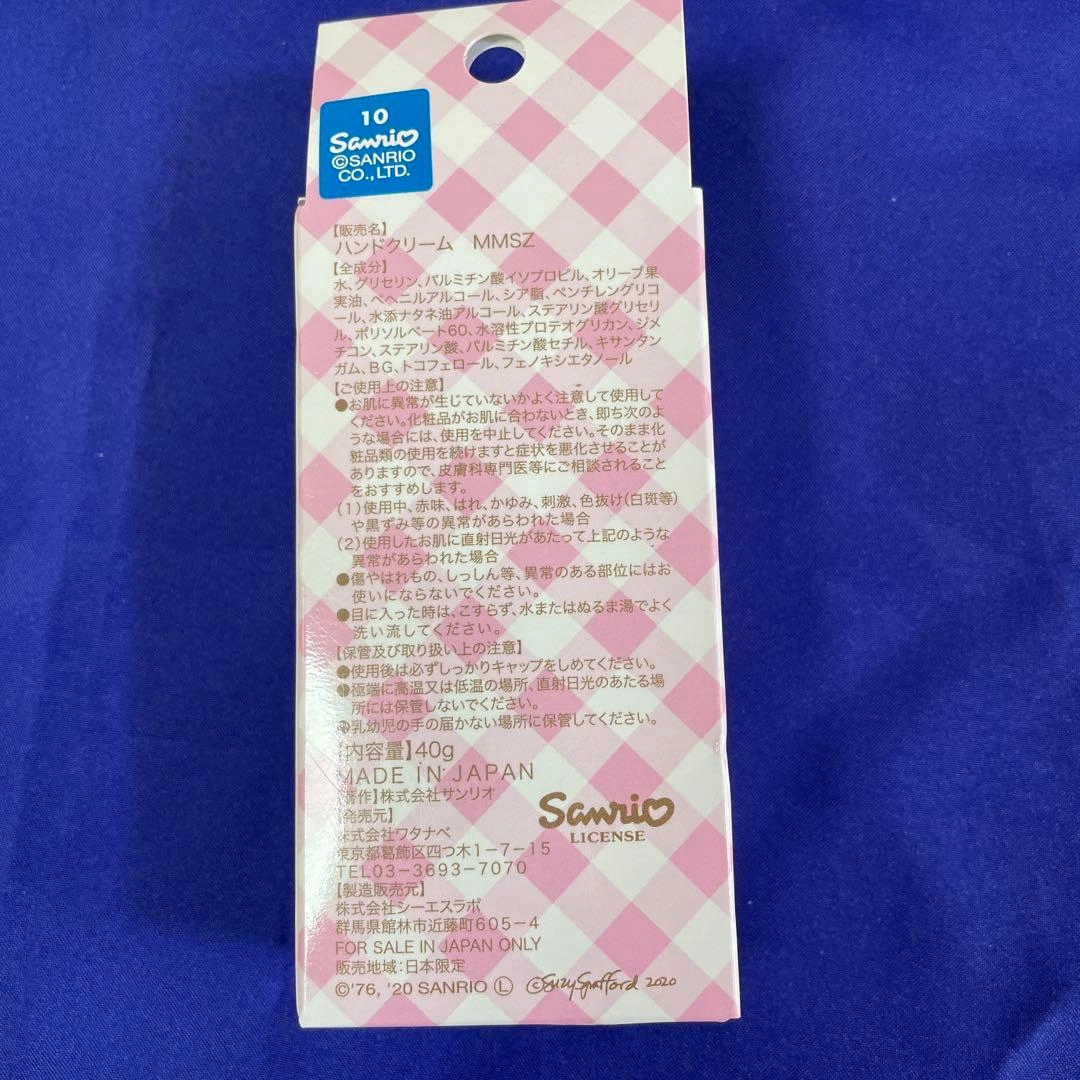 10
Sanrio
©SANRIO
CO.,LTD.
【販売名】
ハンドクリーム MMSZ
【全成分】
水、グリセリン、パルミチン酸イソプロピル、オリーブ果
実油、ベヘニルアルコール、シア脂、ペンチレングリコ
ール、水添ナタネ油アルコール、ステアリン酸グリセリ
ル、ポリソルベート60、水溶性プロテオグリカン、ジメ
チコン、ステアリン酸、パルミチン酸セチル、キサンタン
ガム、BG、トコフェロール、フェノキシエタノール
【ご使用上の注意】
●お肌に異常が生じていないかよく注意して使用して
ください。化粧品がお肌に合わないとき、即ち次のよ
うな場合には、使用を中止してください。そのまま化
粧品類の使用を続けますと症状を悪化させることが
ありますので、皮膚科専門医等にご相談されること
をおすすめします。
(1)使用中、赤味、はれ、かゆみ、刺激、色抜け(白斑等)
や黒ずみ等の異常があらわれた場合
(2)使用したお肌に直射日光があたって上記のような
異常があらわれた場合
●傷やはれもの、しっしん等、異常のある部位にはお
使いにならないでください。
●目に入った時は、こすらず、水またはぬるま湯でよく
洗い流してください。
【保管及び取り扱い上の注意】
●使用後は必ずしっかりキャップをしめてください。
●極端に高温又は低温の場所、直射日光のあたる場
所には保管しないでください。
●乳幼児の手の届かない場所に保管してください。
【内容量】40g
MADE IN JAPAN
【著作】株式会社サンリオ
【発売元】
株式会社ワタナベ
東京都葛飾区四つ木1-7-15
TEL03-3693-7070
Sanrio
LICENSE
【製造販売元】
株式会社シーエスラボ
群馬県館林市近藤町605-4
FOR SALE IN JAPAN ONLY
販売地域:日本限定
©'76, '20 SANRIO Ⓛ ©Suzy Spafford 2020